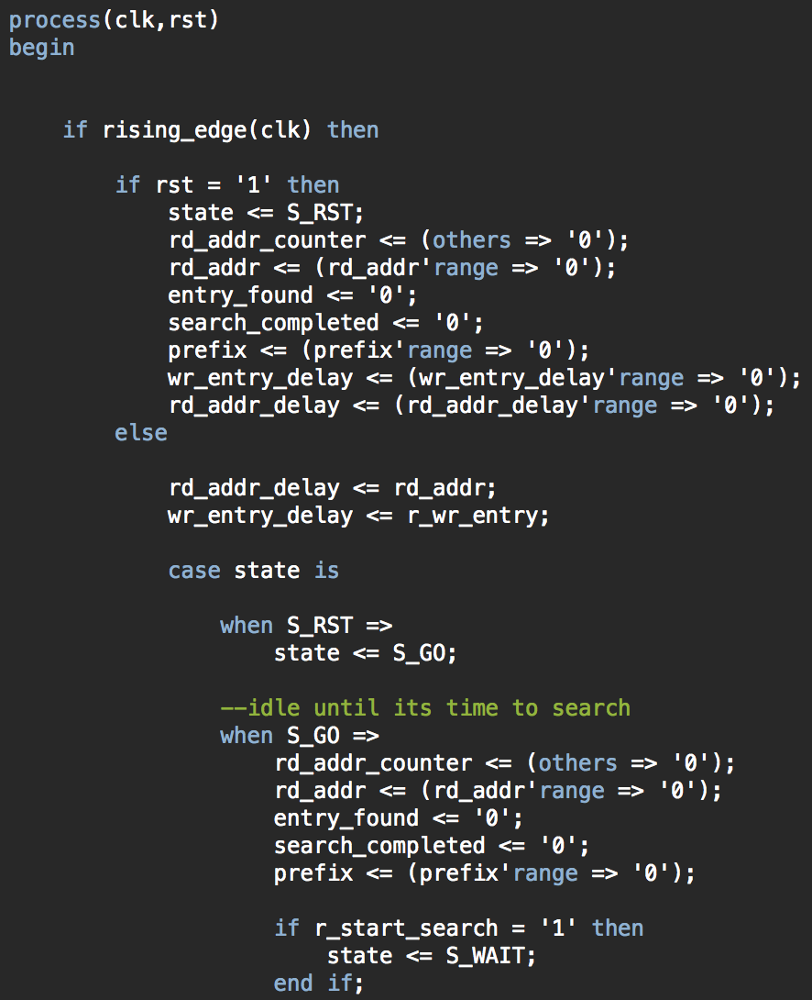 process(clk,rst)
begin
if rising_edge(clk) then
if rst = '1' then
state <= S_RST;
rd_addr_counter <= (others => '0');
rd_addr <= (rd_addr'range => '0');
entry_found <= '0';
search_completed <= '0';
prefix <= (prefix'range => '0');
wr_entry_delay <= (wr_entry_delay'range => '0');
rd_addr_delay <= (rd_addr_delay'range => '0');
else
rd_addr_delay <= rd_addr;
wr_entry_delay <= r_wr_entry;
case state is
when S_RST =>
state <= S_GO;
--idle until its time to search
when S_GO =>
rd_addr_counter <= (others => '0');
rd_addr <= (rd_addr'range => '0');
entry_found <= '0';
search_completed <= '0';
prefix <= (prefix'range => '0');
if r_start_search = '1' then
state <= S_WAIT;
end if;